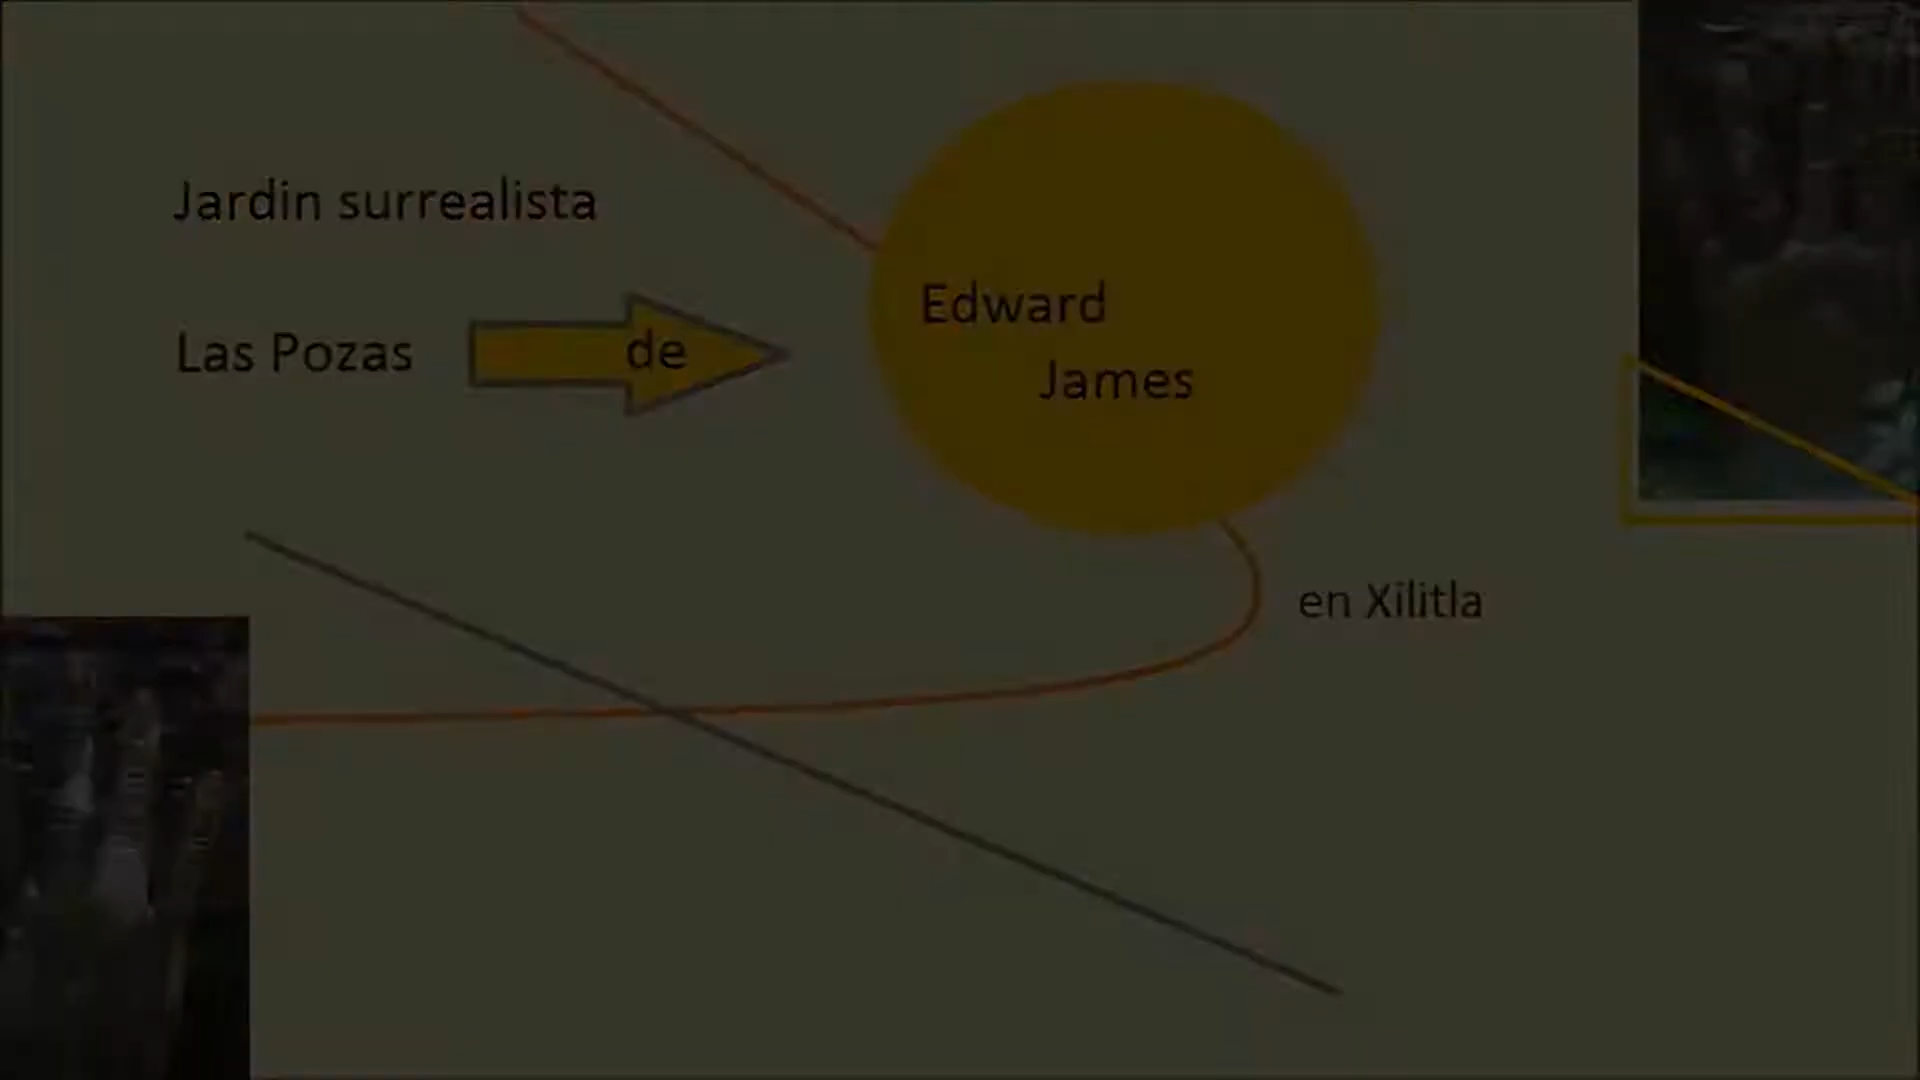 Jardin surrealista
Las Pozas
de
Edward
James
en Xilitla